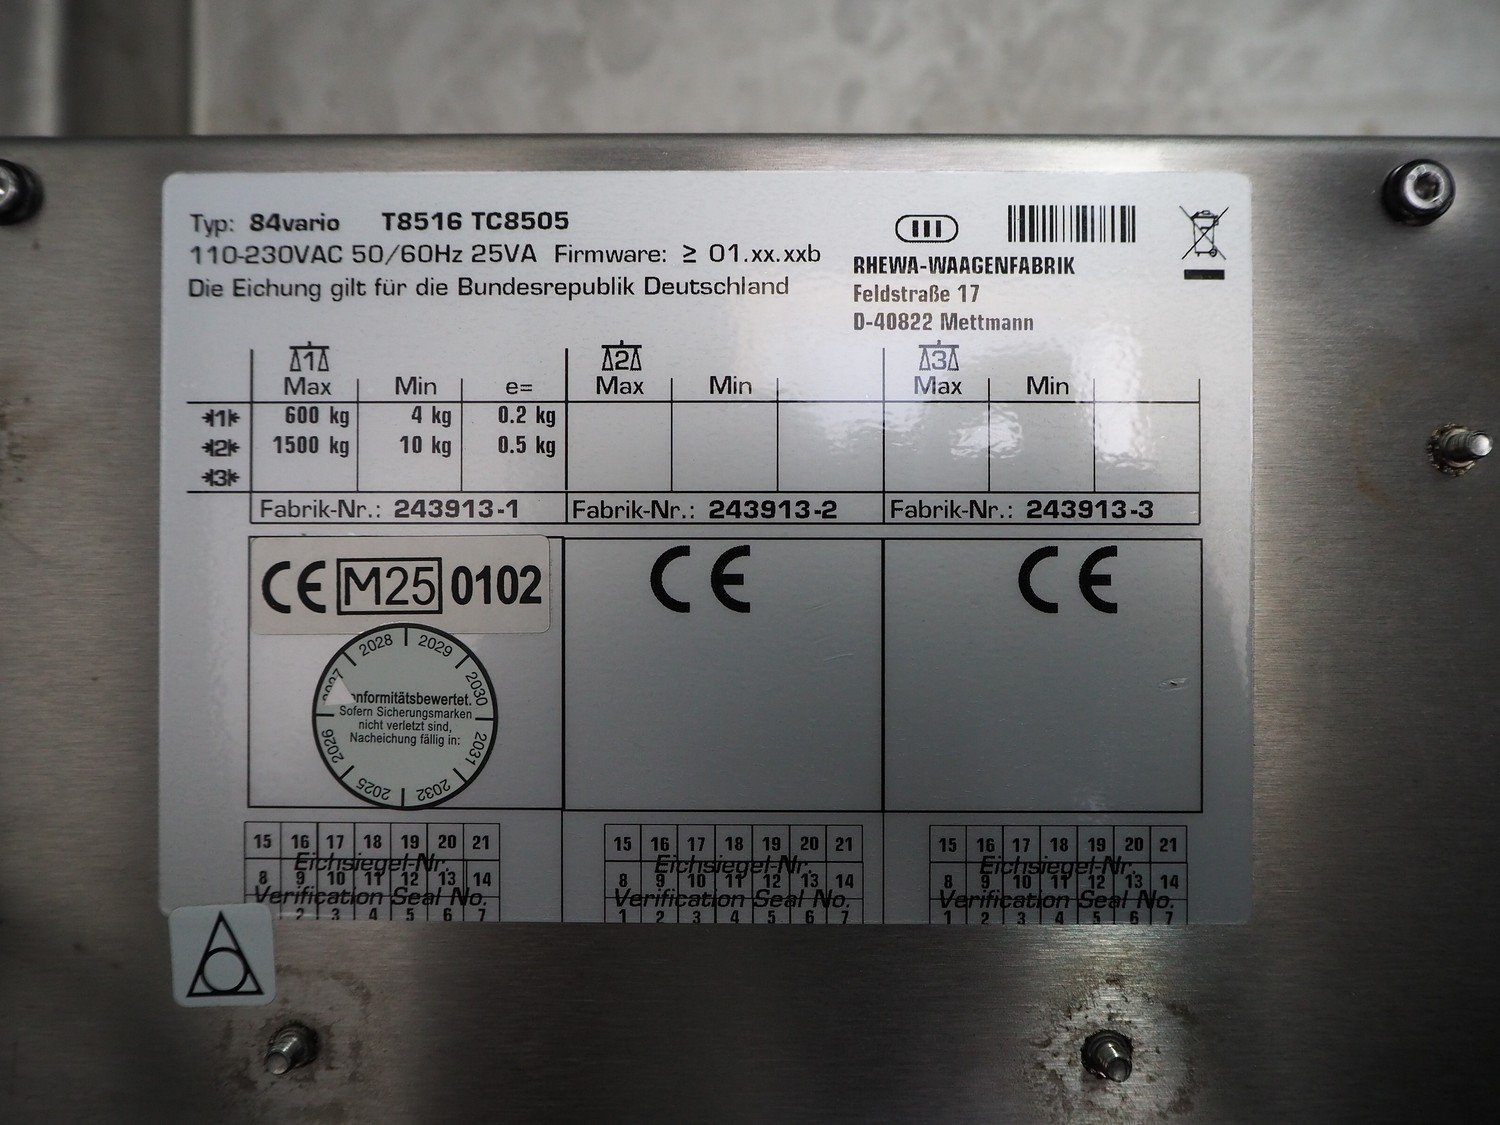 Typ: 84vario T8516 TC8505
110-230VAC 50/60Hz 25VA Firmware: ≥ 01.xx.xxb
Die Eichung gilt für die Bundesrepublik Deutschland
RHEWA-WAAGENFABRIK
Feldstraße 17
D-40822 Mettmann
1 2 3
Max Min e= Max Min Max Min
1 600 kg 4 kg 0.2 kg
2 1500 kg 10 kg 0.5 kg
3
Fabrik-Nr.: 243913-1 Fabrik-Nr.: 243913-2 Fabrik-Nr.: 243913-3
CE M25 0102 CE CE
2025 2026 2027 2028 2029 2030 2031 2032
onformitätsbewertet.
Sofern Sicherungsmarken
nicht verletzt sind,
Nacheichung fällig in:
15 16 17 18 19 20 21 15 16 17 18 19 20 21 15 16 17 18 19 20 21
Eichsiegel-Nr. Eichsiegel-Nr. Eichsiegel-Nr.
8 9 10 11 12 13 14 8 9 10 11 12 13 14 8 9 10 11 12 13 14
Verification Seal No. Verification Seal No. Verification Seal No.
2 3 4 5 6 7 1 2 3 4 5 6 7 1 2 3 4 5 6 7